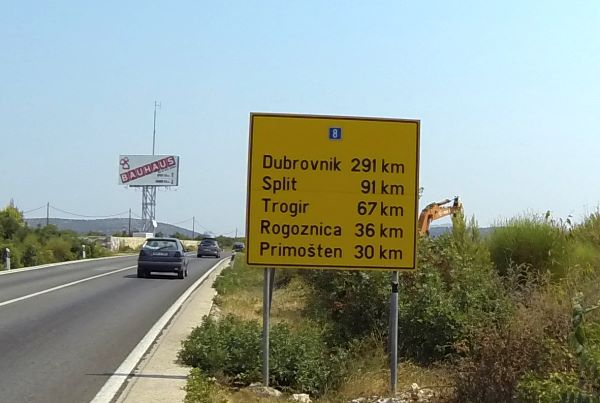 BAUHAUS
8
Dubrovnik 291 km
Split 91 km
Trogir 67 km
Rogoznica 36 km
Primošten 30 km